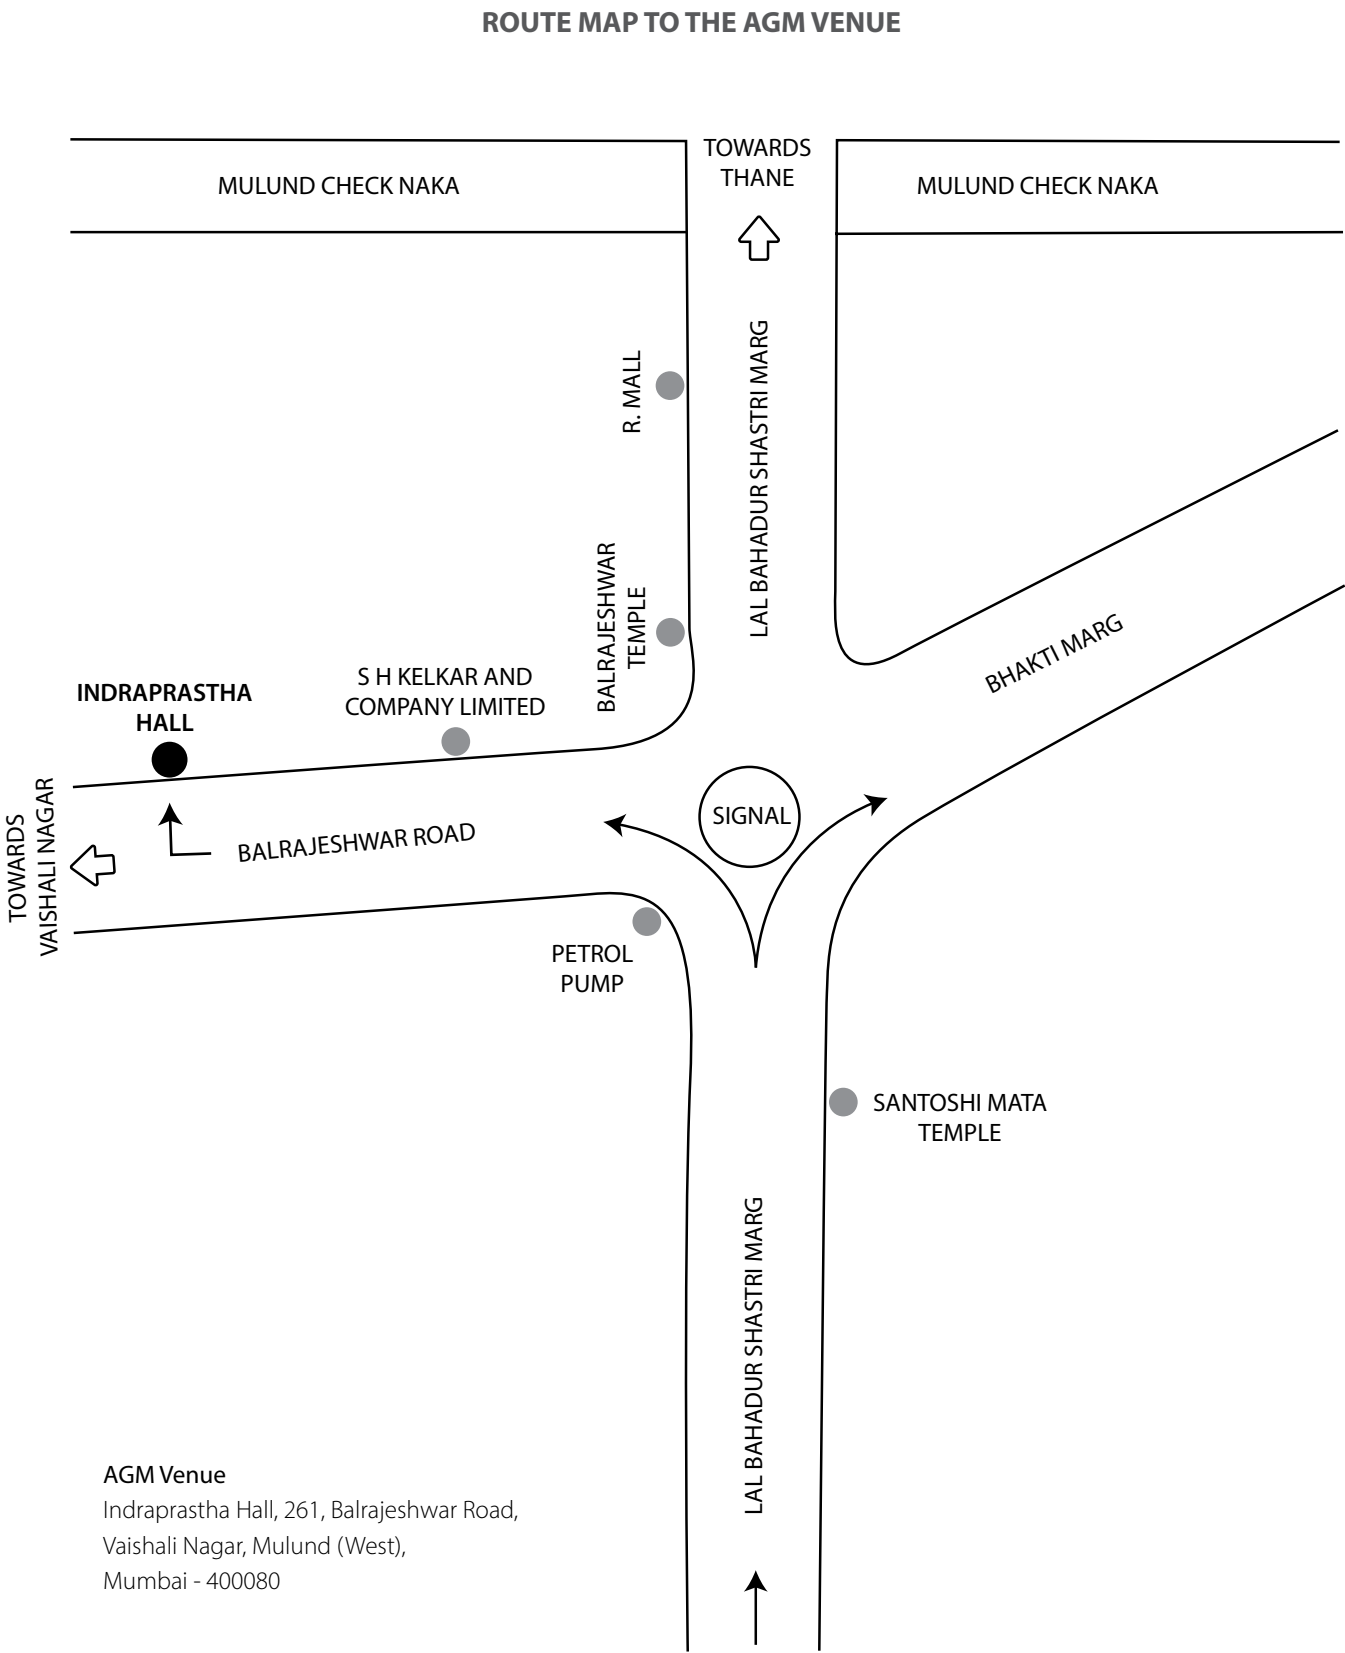 ROUTE MAP TO THE AGM VENUE
TOWARDS
THANE
MULUND CHECK NAKA
MULUND CHECK NAKA
R. MALL
LAL BAHADUR SHASTRI MARG
BALRAJESHWAR
TEMPLE
BHAKTI MARG
S H KELKAR AND
COMPANY LIMITED
INDRAPRASTHA
HALL
TOWARDS
VAISHALI NAGAR
BALRAJESHWAR ROAD
SIGNAL
PETROL
PUMP
SANTOSHI MATA
TEMPLE
LAL BAHADUR SHASTRI MARG
AGM Venue
Indraprastha Hall, 261, Balrajeshwar Road,
Vaishali Nagar, Mulund (West),
Mumbai - 400080